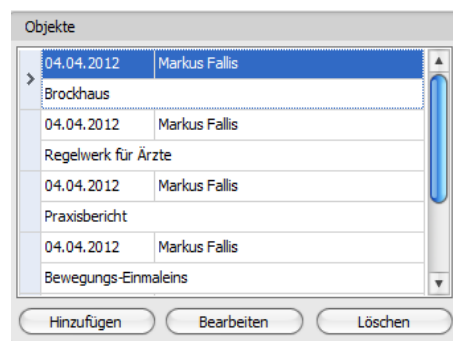 Objekte
04.04.2012 Markus Fallis
Brockhaus
04.04.2012 Markus Fallis
Regelwerk für Ärzte
04.04.2012 Markus Fallis
Praxisbericht
04.04.2012 Markus Fallis
Bewegungs-Einmaleins
Hinzufügen Bearbeiten Löschen